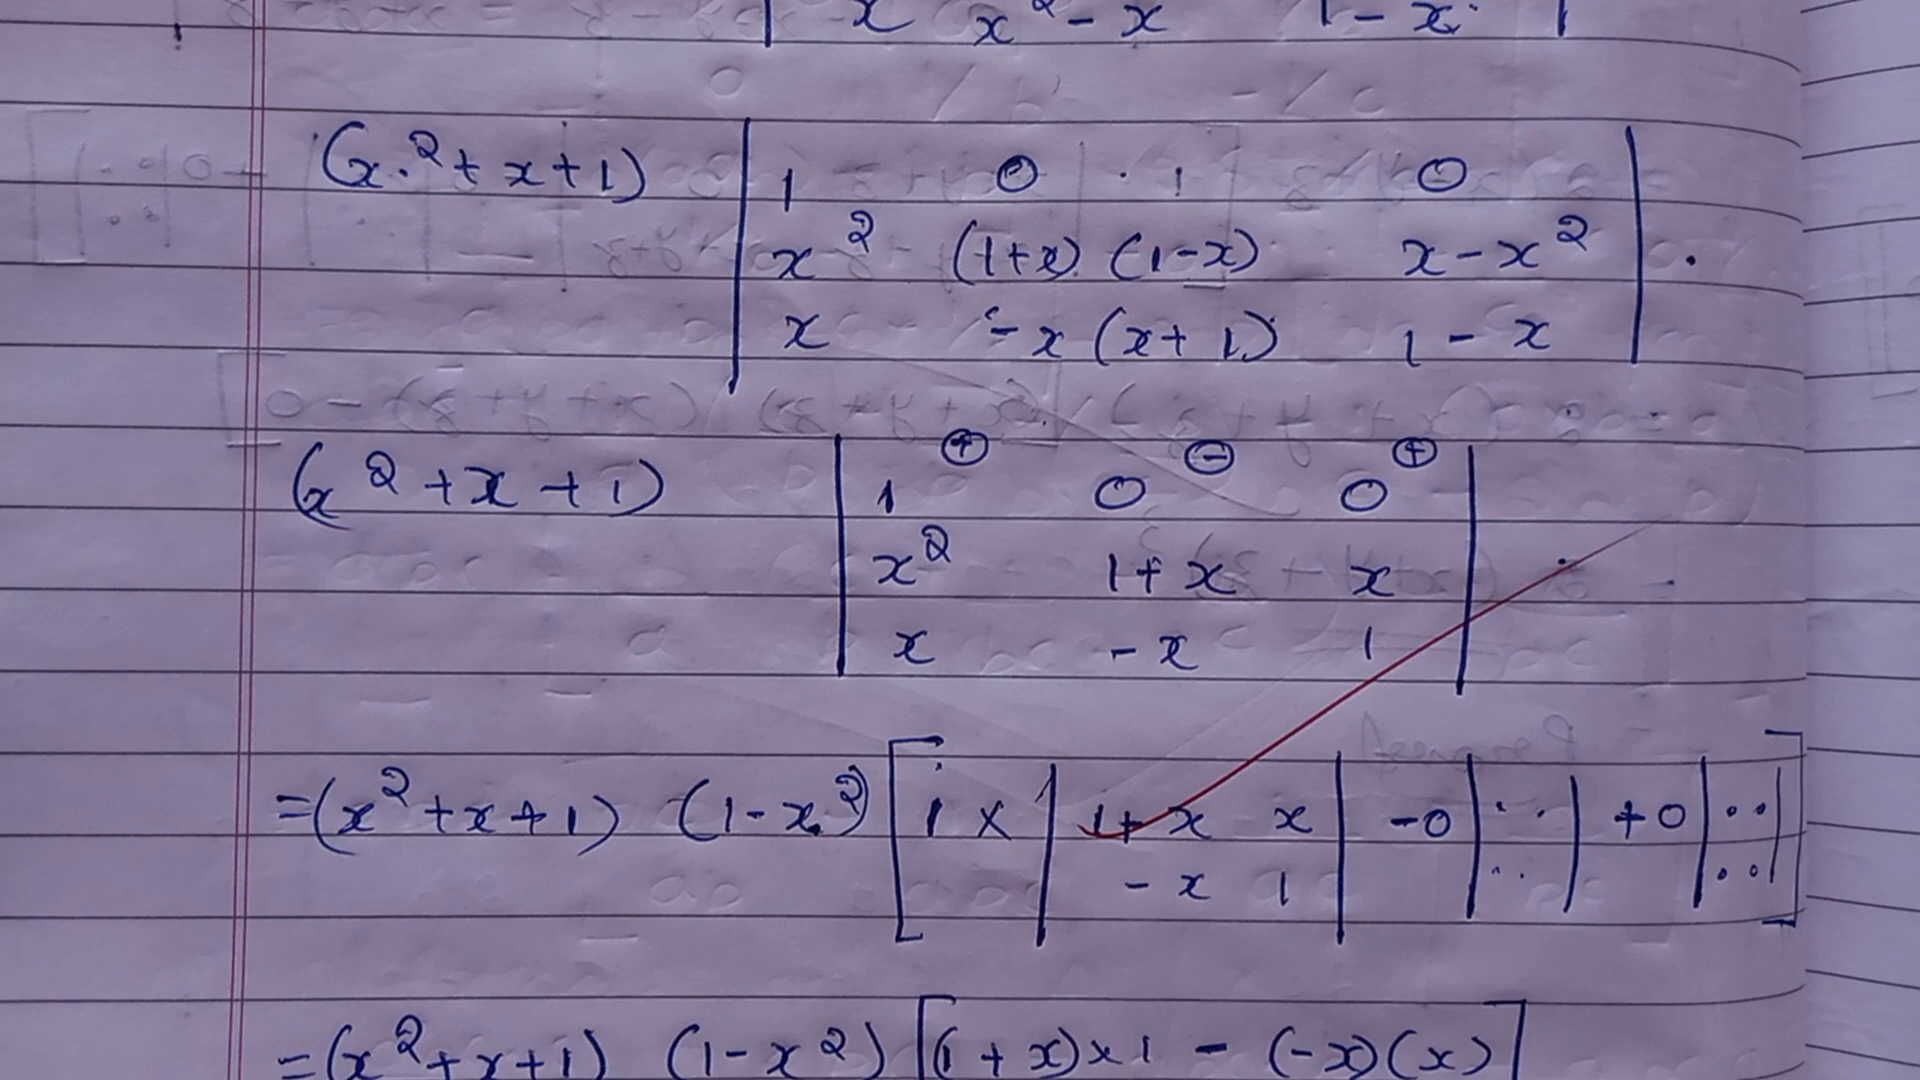 | x x² - x 1 - x |
(x² + x + 1) | 1 0 1 0 |
| x² (1+x) (1-x) x - x² | .
| x - x (x + 1) 1 - x |
⊕ ⊖ ⊕
(x² + x + 1) | 1 0 0 |
| x² 1 + x x |
| x - x 1 |
= (x² + x + 1) (1 - x²) [ 1 × | 1 + x x | - 0 | . . | + 0 | . . | ]
| - x 1 | | . . | | . . |
= (x² + x + 1) (1 - x²) [ (1 + x) × 1 - (-x)(x) ]